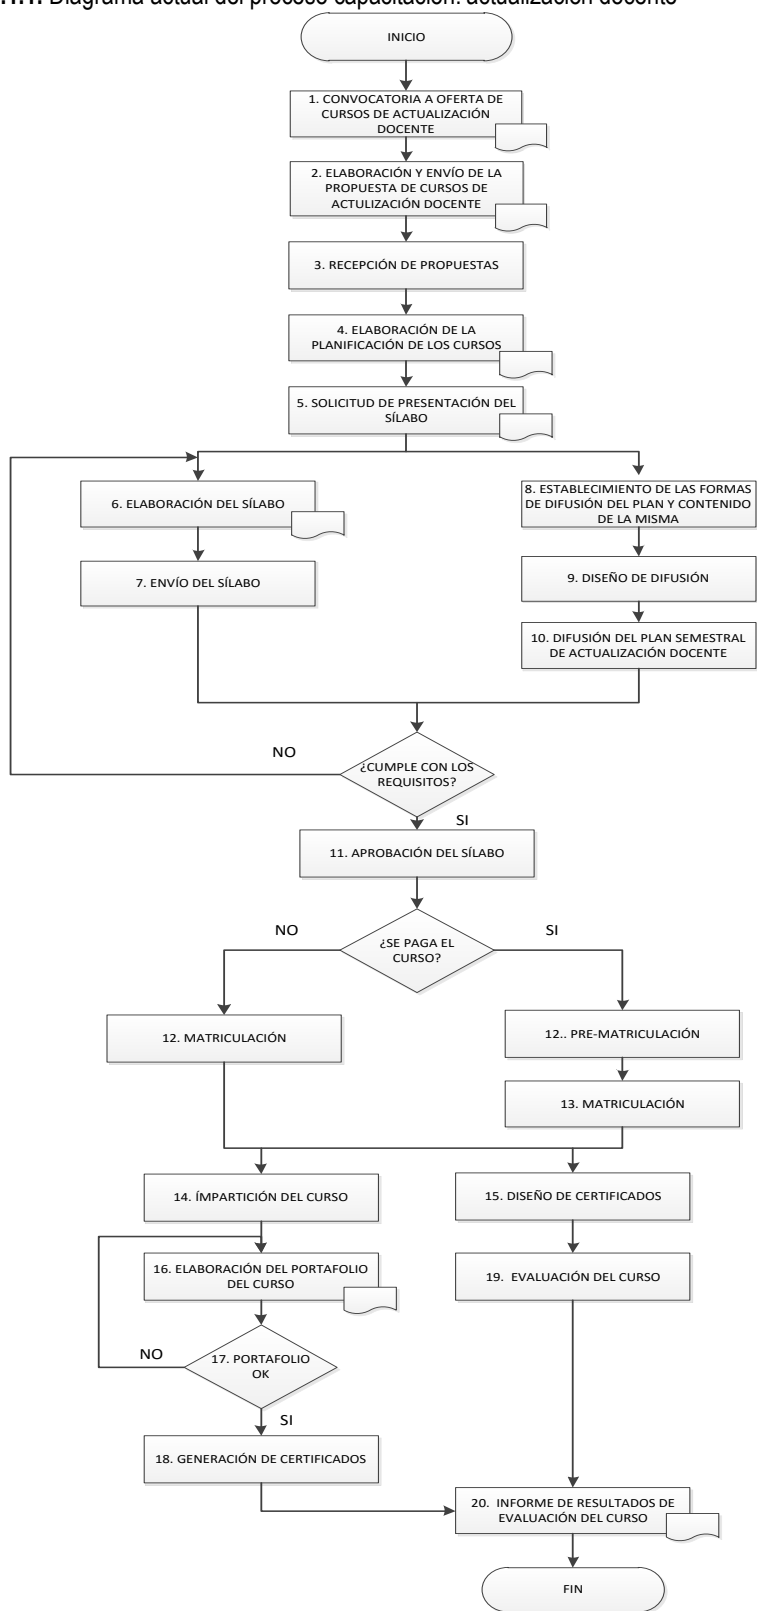 Diagrama actual del proceso capacitación: actualización docente
INICIO
1. CONVOCATORIA A OFERTA DE
CURSOS DE ACTUALIZACIÓN
DOCENTE
2. ELABORACIÓN Y ENVÍO DE LA
PROPUESTA DE CURSOS DE
ACTULIZACIÓN DOCENTE
3. RECEPCIÓN DE PROPUESTAS
4. ELABORACIÓN DE LA
PLANIFICACIÓN DE LOS CURSOS
5. SOLICITUD DE PRESENTACIÓN DEL
SÍLABO
6. ELABORACIÓN DEL SÍLABO
7. ENVÍO DEL SÍLABO
8. ESTABLECIMIENTO DE LAS FORMAS
DE DIFUSIÓN DEL PLAN Y CONTENIDO
DE LA MISMA
9. DISEÑO DE DIFUSIÓN
10. DIFUSIÓN DEL PLAN SEMESTRAL
DE ACTUALIZACIÓN DOCENTE
NO
¿CUMPLE CON LOS
REQUISITOS?
SI
11. APROBACIÓN DEL SÍLABO
NO
¿SE PAGA EL
CURSO?
SI
12. MATRICULACIÓN
12.. PRE-MATRICULACIÓN
13. MATRICULACIÓN
14. ÍMPARTICIÓN DEL CURSO
15. DISEÑO DE CERTIFICADOS
16. ELABORACIÓN DEL PORTAFOLIO
DEL CURSO
19. EVALUACIÓN DEL CURSO
NO
17. PORTAFOLIO
OK
SI
18. GENERACIÓN DE CERTIFICADOS
20. INFORME DE RESULTADOS DE
EVALUACIÓN DEL CURSO
FIN